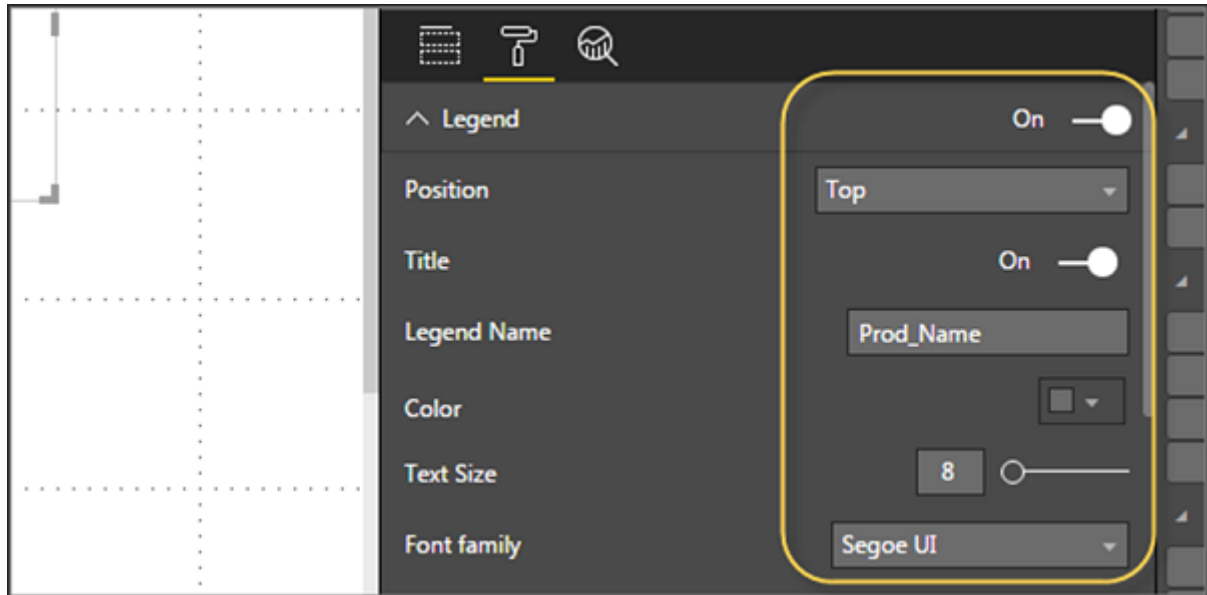 Legend On
Position Top
Title On
Legend Name Prod_Name
Color
Text Size 8
Font family Segoe UI